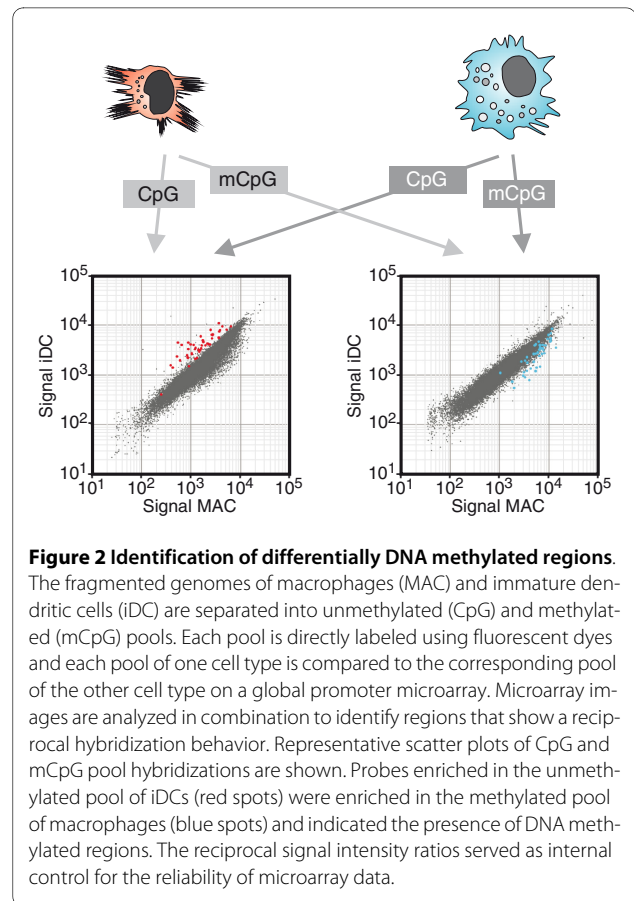 CpG
mCpG
CpG
mCpG
10^5
10^4
10^3
10^2
10^1
Signal iDC
10^1 10^2 10^3 10^4 10^5
Signal MAC
10^5
10^4
10^3
10^2
10^1
Signal iDC
10^1 10^2 10^3 10^4 10^5
Signal MAC
Figure 2 Identification of differentially DNA methylated regions.
The fragmented genomes of macrophages (MAC) and immature den-
dritic cells (iDC) are separated into unmethylated (CpG) and methylat-
ed (mCpG) pools. Each pool is directly labeled using fluorescent dyes
and each pool of one cell type is compared to the corresponding pool
of the other cell type on a global promoter microarray. Microarray im-
ages are analyzed in combination to identify regions that show a recip-
rocal hybridization behavior. Representative scatter plots of CpG and
mCpG pool hybridizations are shown. Probes enriched in the unmeth-
ylated pool of iDCs (red spots) were enriched in the methylated pool
of macrophages (blue spots) and indicated the presence of DNA meth-
ylated regions. The reciprocal signal intensity ratios served as internal
control for the reliability of microarray data.